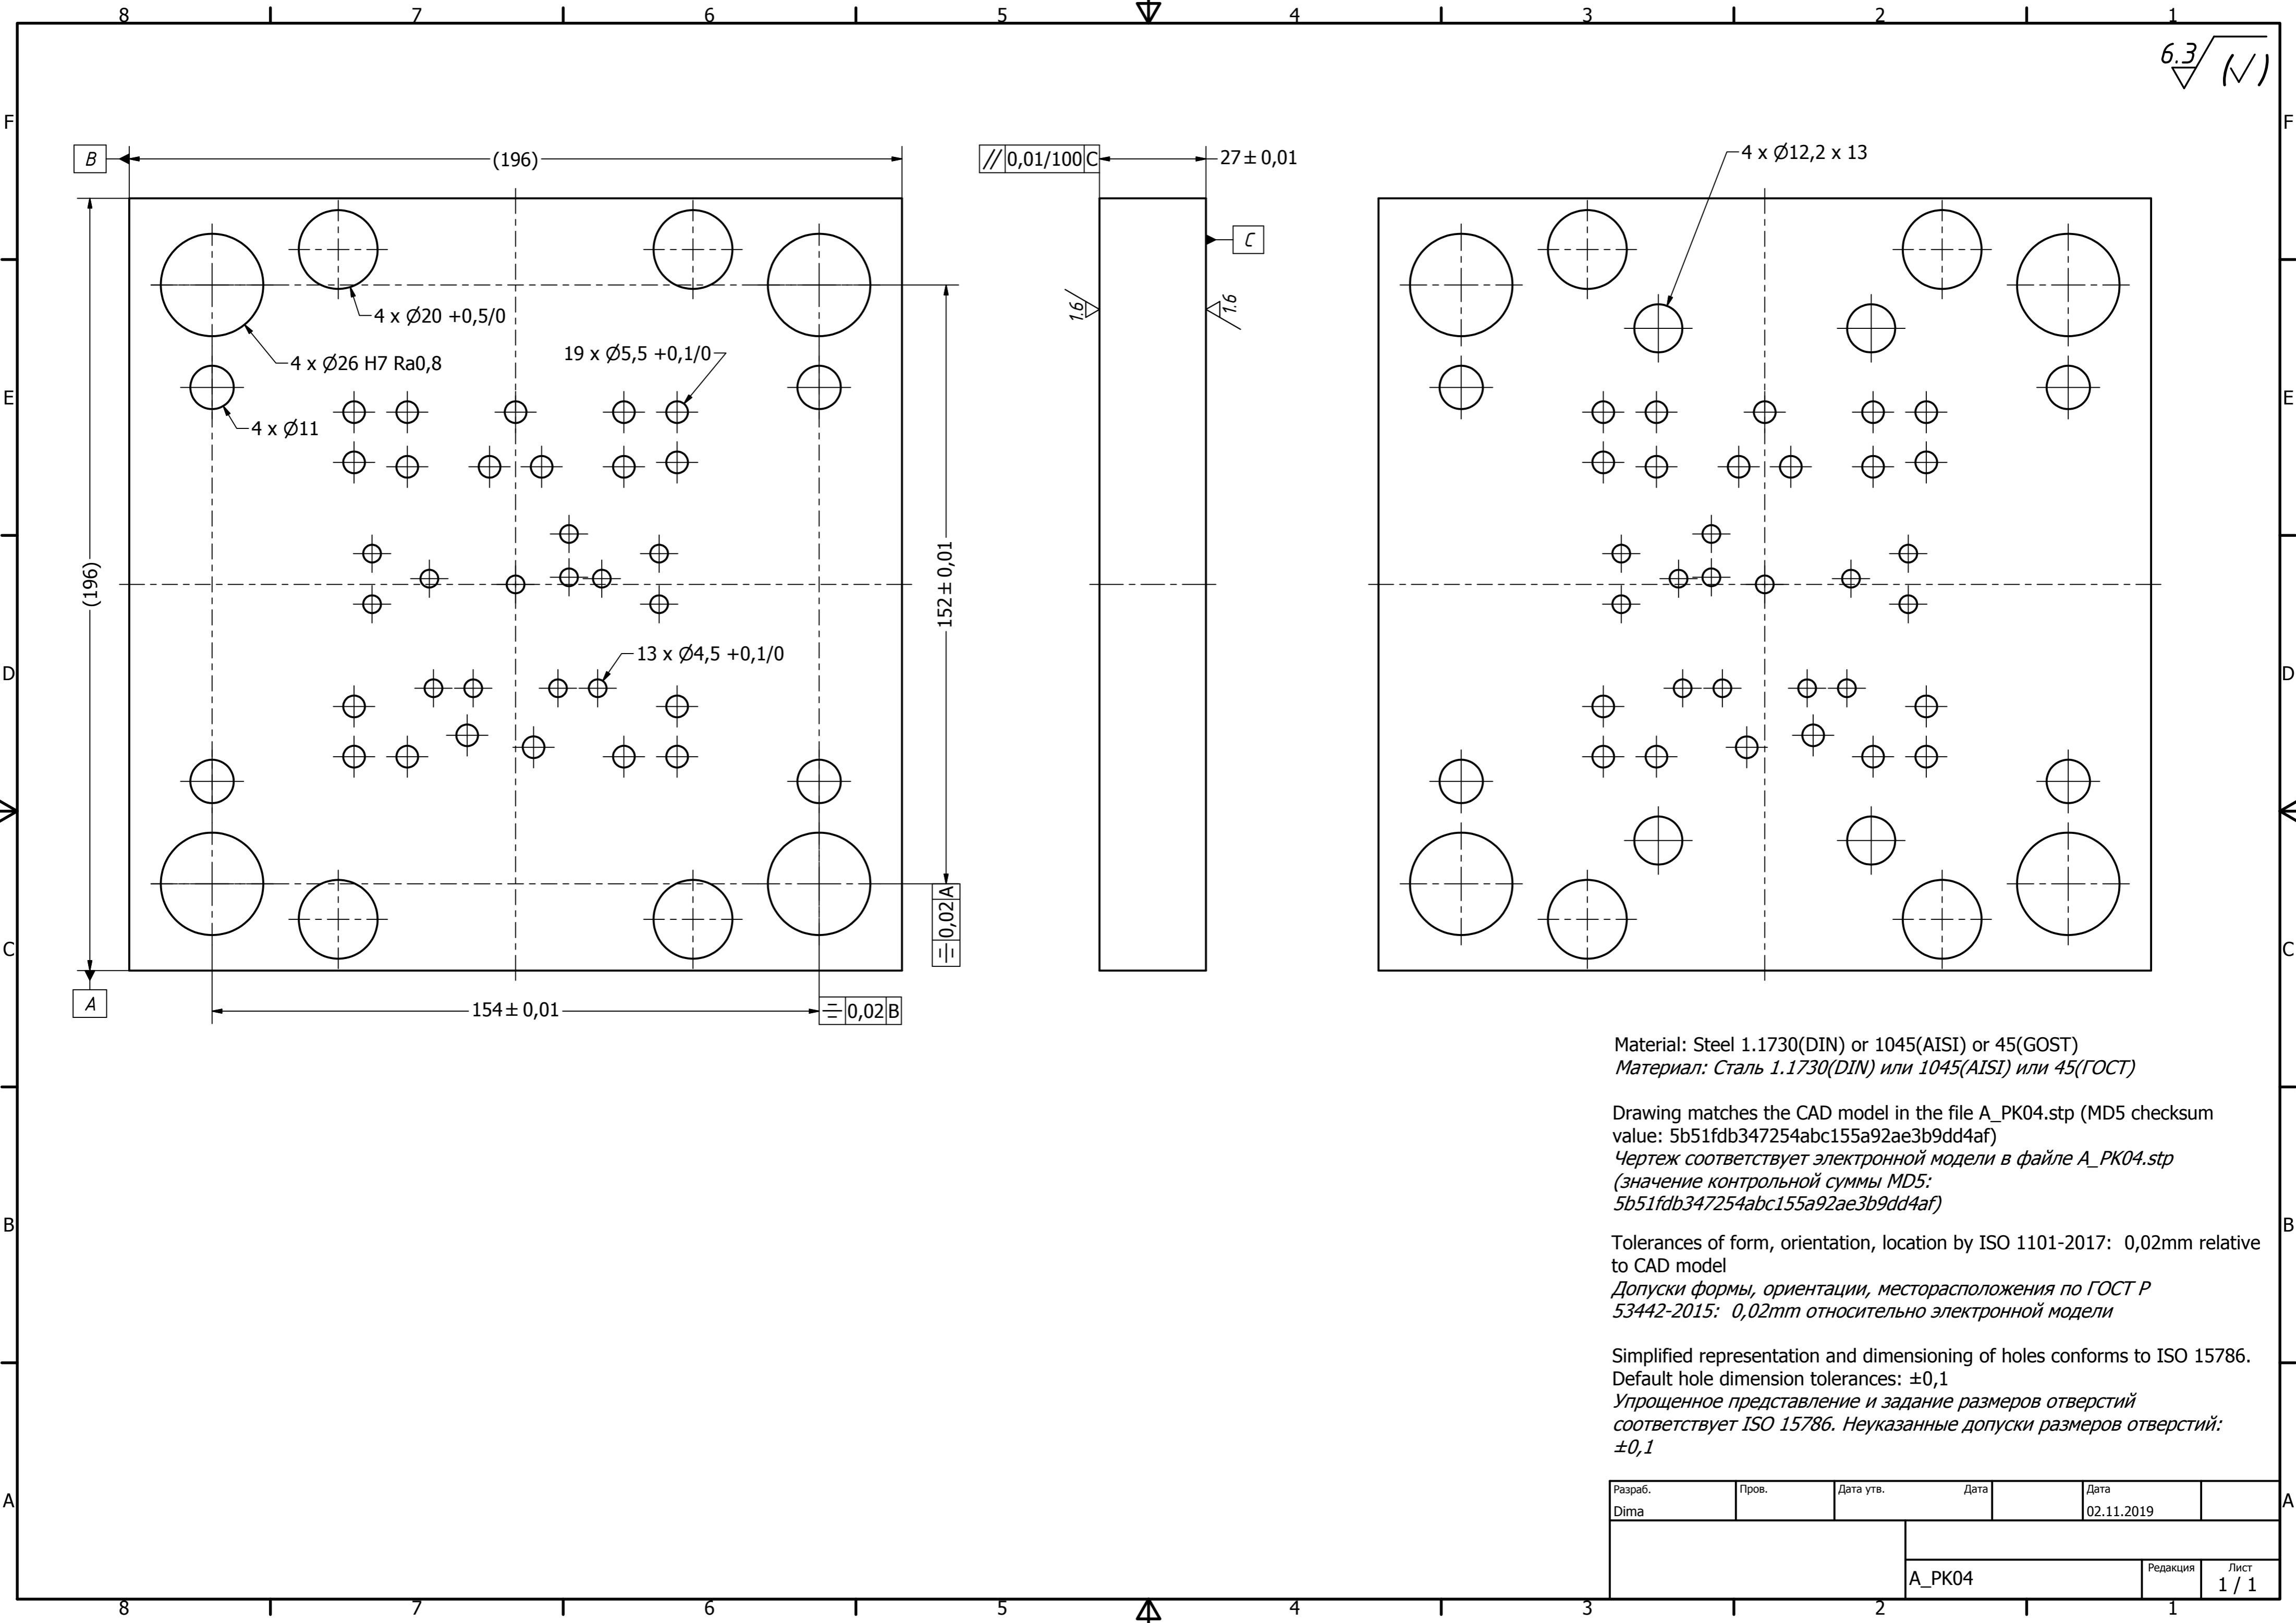 8 7 6 5 4 3 2 1
6.3 (√)
F F
B (196) // 0,01/100 C 27 ± 0,01 4 x Ø12,2 x 13
C
4 x Ø20 +0,5/0
1.6 1.6
19 x Ø5,5 +0,1/0
4 x Ø26 H7 Ra0,8
E E
4 x Ø11
(196)
152 ± 0,01
13 x Ø4,5 +0,1/0
D D
0,02 A
C C
A 154 ± 0,01 0,02 B
Material: Steel 1.1730(DIN) or 1045(AISI) or 45(GOST)
Материал: Сталь 1.1730(DIN) или 1045(AISI) или 45(ГОСТ)
Drawing matches the CAD model in the file A_PK04.stp (MD5 checksum
value: 5b51fdb347254abc155a92ae3b9dd4af)
Чертеж соответствует электронной модели в файле A_PK04.stp
(значение контрольной суммы MD5:
5b51fdb347254abc155a92ae3b9dd4af)
B B
Tolerances of form, orientation, location by ISO 1101-2017: 0,02mm relative
to CAD model
Допуски формы, ориентации, месторасположения по ГОСТ Р
53442-2015: 0,02mm относительно электронной модели
Simplified representation and dimensioning of holes conforms to ISO 15786.
Default hole dimension tolerances: ±0,1
Упрощенное представление и задание размеров отверстий
соответствует ISO 15786. Неуказанные допуски размеров отверстий:
±0,1
A A
Разраб. Пров. Дата утв. Дата Дата
Dima 02.11.2019
A_PK04 Редакция Лист
1 / 1
8 7 6 5 4 3 2 1